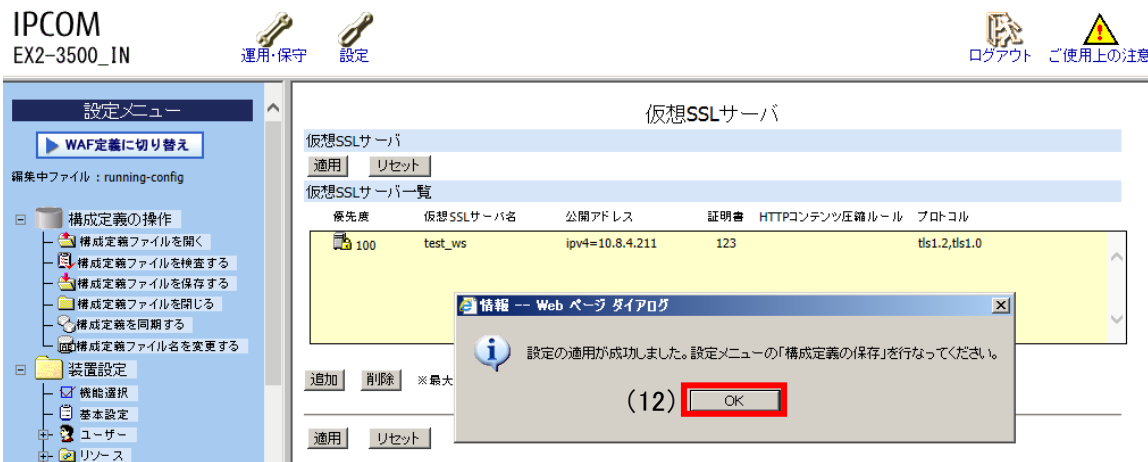 IPCOM
EX2-3500_IN
運用・保守
設定
ログアウト
ご使用上の注意
設定メニュー
WAF定義に切り替え
編集中ファイル :running-config
構成定義の操作
構成定義ファイルを開く
構成定義ファイルを検査する
構成定義ファイルを保存する
構成定義ファイルを閉じる
構成定義を同期する
構成定義ファイル名を変更する
装置設定
機能選択
基本設定
ユーザー
リソース
仮想SSLサーバ
仮想SSLサーバ
適用 リセット
仮想SSLサーバ一覧
優先度 仮想SSLサーバ名 公開アドレス 証明書 HTTPコンテンツ圧縮ルール プロトコル
100 test_ws ipv4=10.8.4.211 123 tls1.2,tls1.0
情報 -- Web ページ ダイアログ
設定の適用が成功しました。設定メニューの「構成定義の保存」を行なってください。
(12) OK
追加 削除 ※最大
適用 リセット